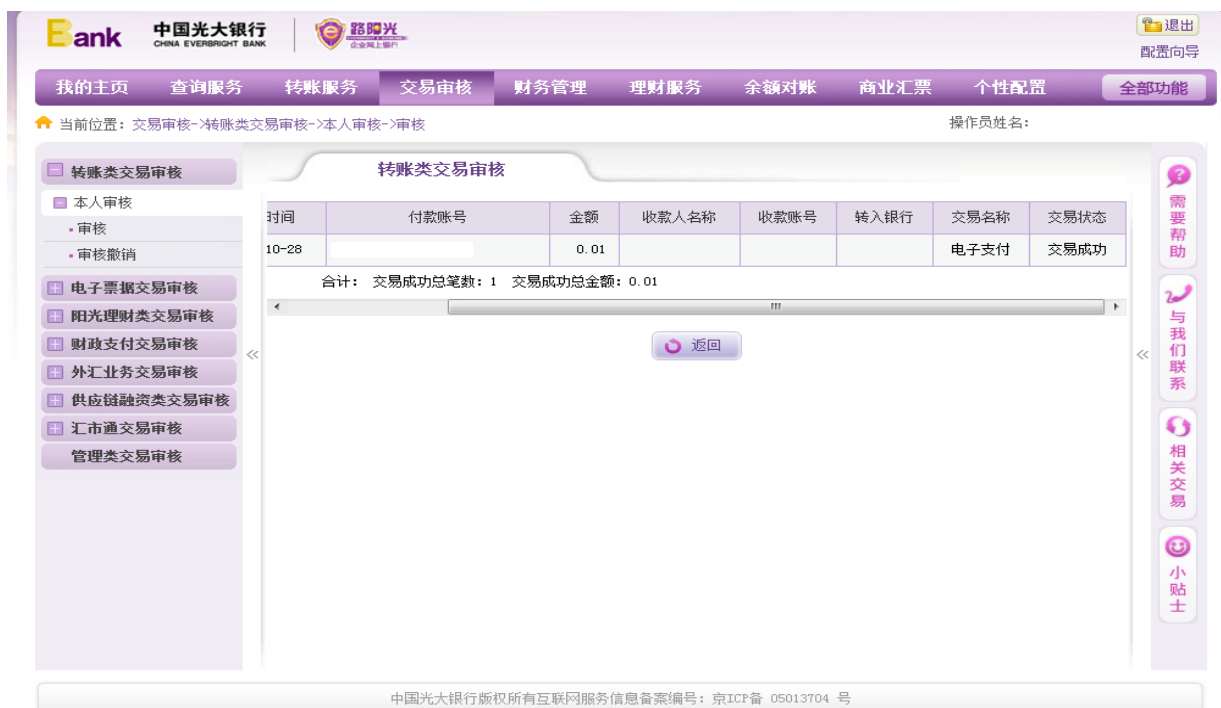 Bank 中国光大银行 CHINA EVERBRIGHT BANK 企业网上银行 退出
配置向导
我的主页 查询服务 转账服务 交易审核 财务管理 理财服务 余额对账 商业汇票 个性配置 全部功能
当前位置：交易审核->转账类交易审核->本人审核->审核 操作员姓名：
转账类交易审核
转账类交易审核
本人审核
审核
审核撤销
电子票据交易审核
阳光理财类交易审核
财政支付交易审核
外汇业务交易审核
供应链融资类交易审核
汇市通交易审核
管理类交易审核
时间 付款账号 金额 收款人名称 收款账号 转入银行 交易名称 交易状态
10-28 0.01 电子支付 交易成功
合计： 交易成功总笔数：1 交易成功总金额：0.01
返回
需要帮助
与我们联系
相关交易
小贴士
中国光大银行版权所有互联网服务信息备案编号：京ICP备 05013704 号